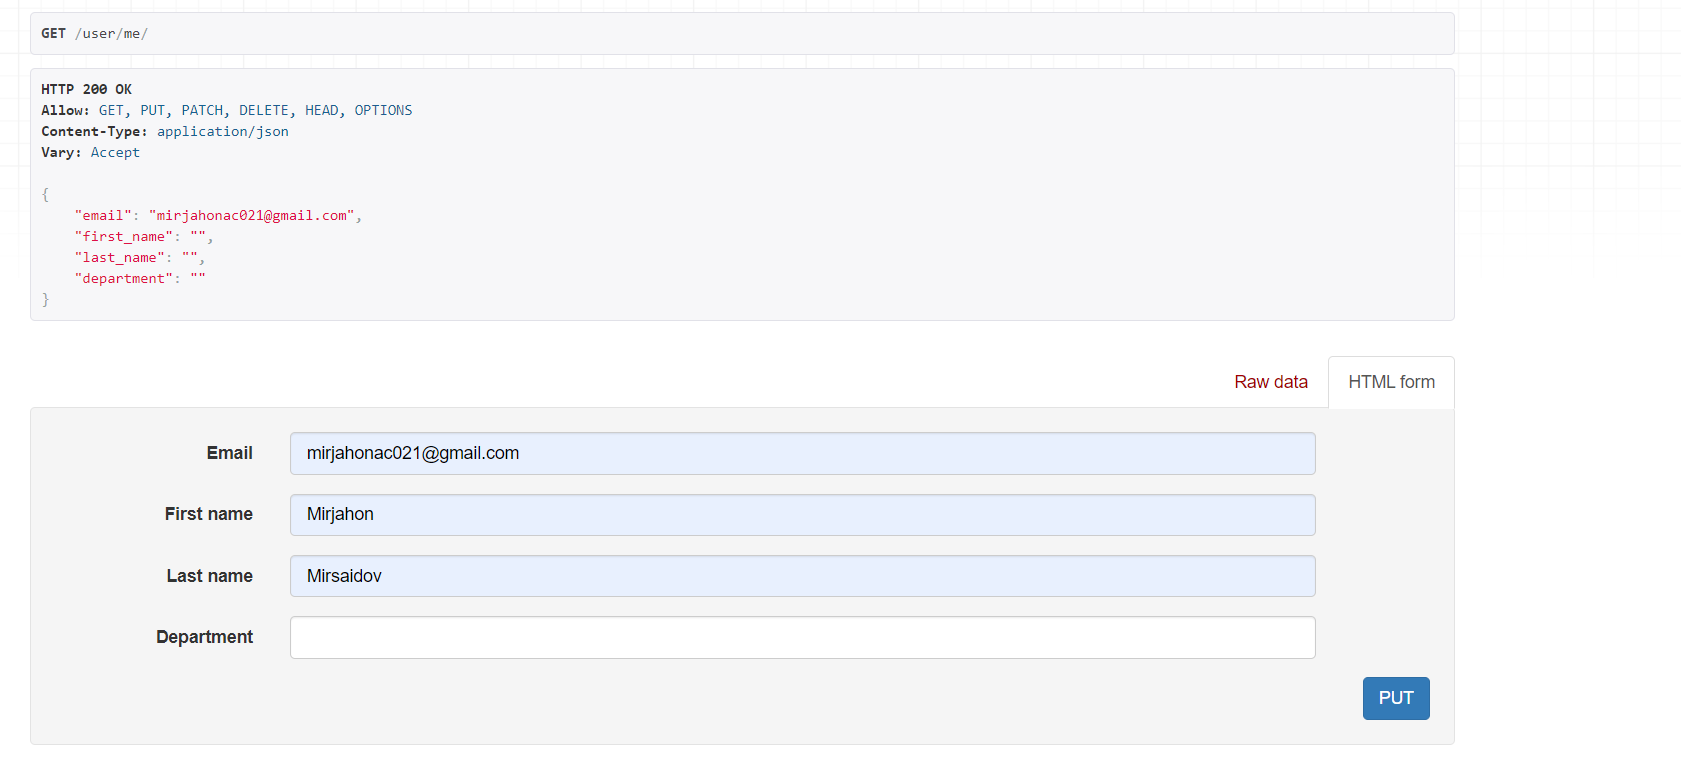 GET /user/me/
HTTP 200 OK
Allow: GET, PUT, PATCH, DELETE, HEAD, OPTIONS
Content-Type: application/json
Vary: Accept
{
    "email": "mirjahonac021@gmail.com",
    "first_name": "",
    "last_name": "",
    "department": ""
}
Raw data HTML form
Email mirjahonac021@gmail.com
First name Mirjahon
Last name Mirsaidov
Department
PUT